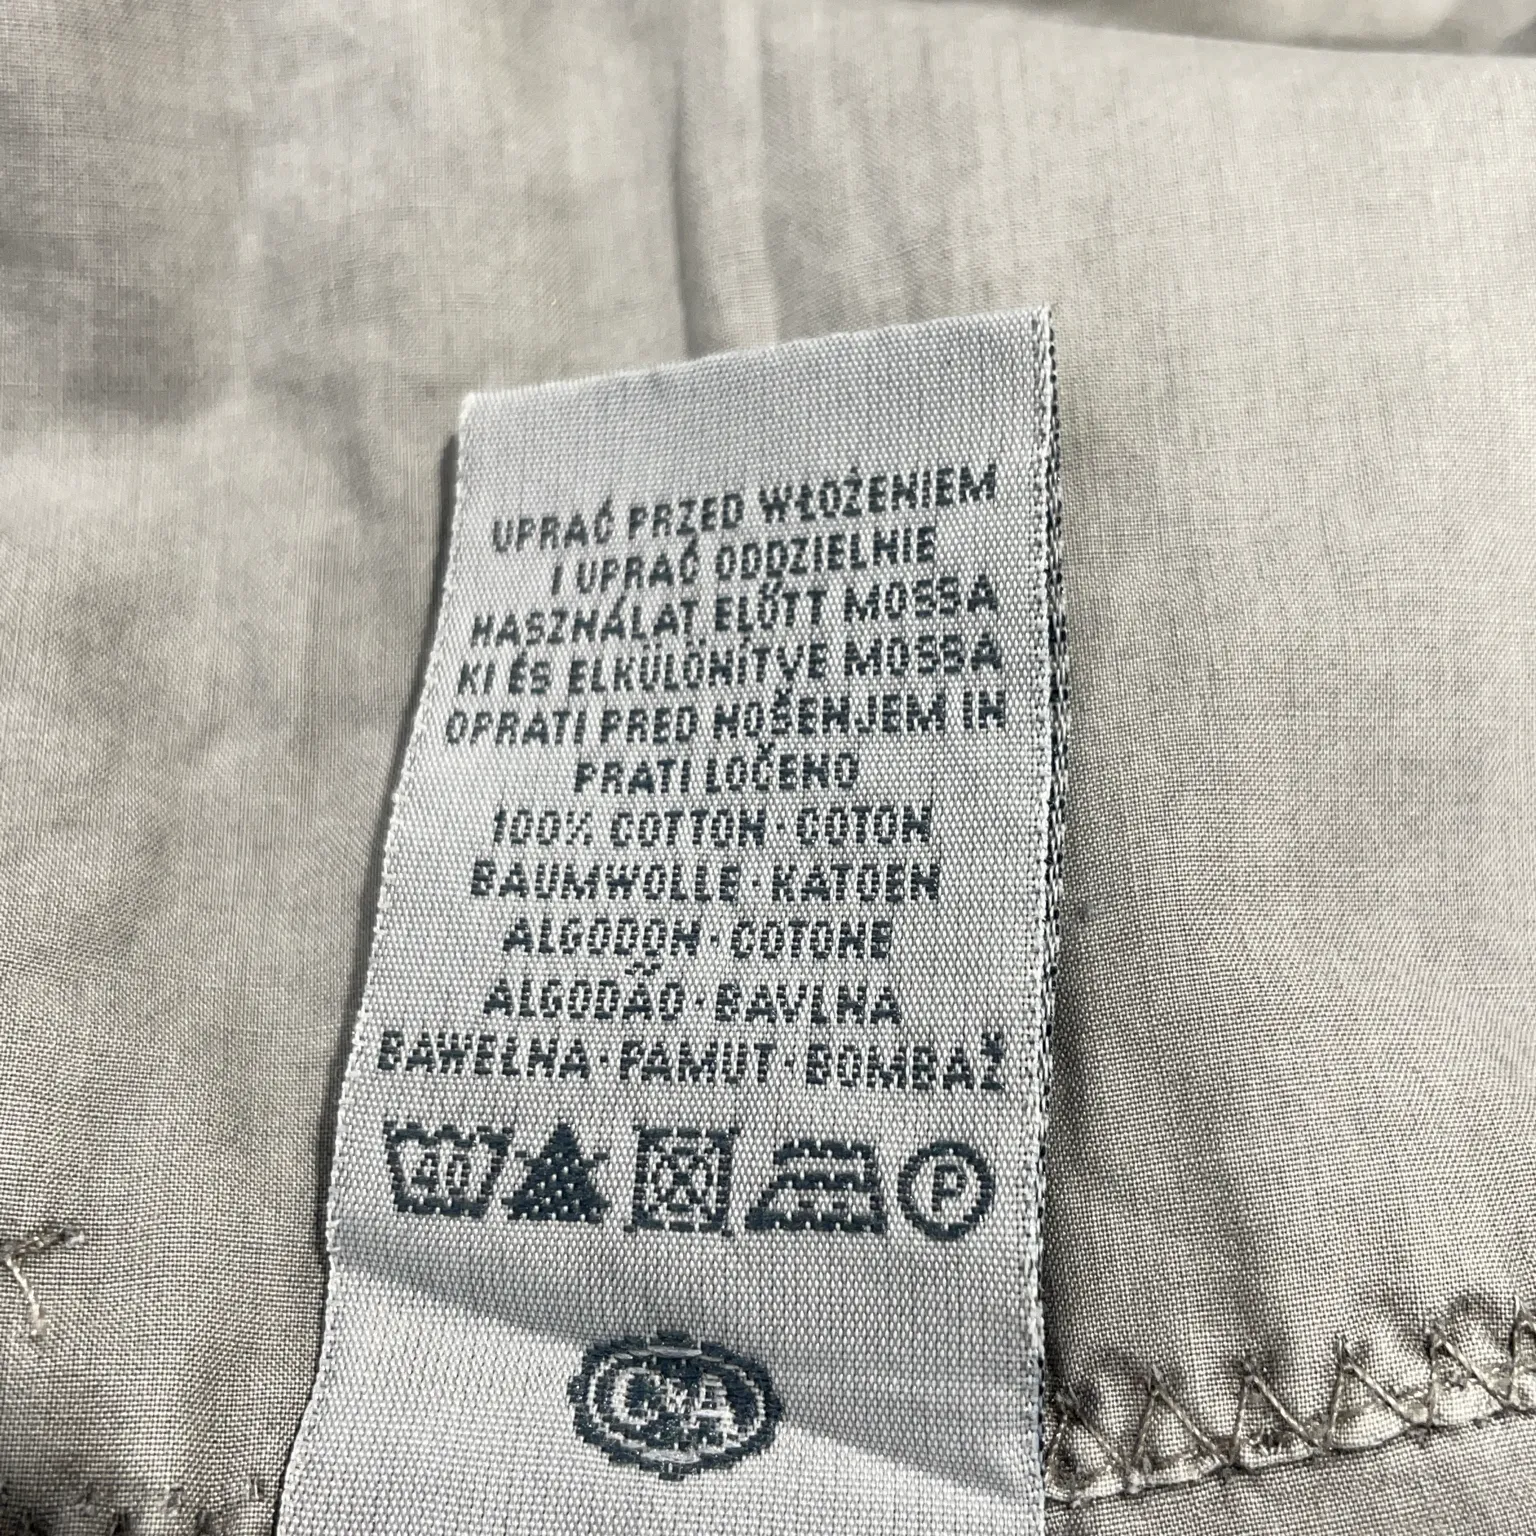 UPRAĆ PRZED WŁOŻENIEM
I UPRAĆ ODDZIELNIE
HASZNÁLAT ELŐTT MOSSA
KI ÉS ELKÜLÖNÍTVE MOSSA
OPRATI PRED NOŠENJEM IN
PRATI LOČENO
100% COTTON · COTON
BAUMWOLLE · KATOEN
ALGODON · COTONE
ALGODÃO · BAVLNA
BAWEŁNA · PAMUT · BOMBAŽ
40 P
C&A